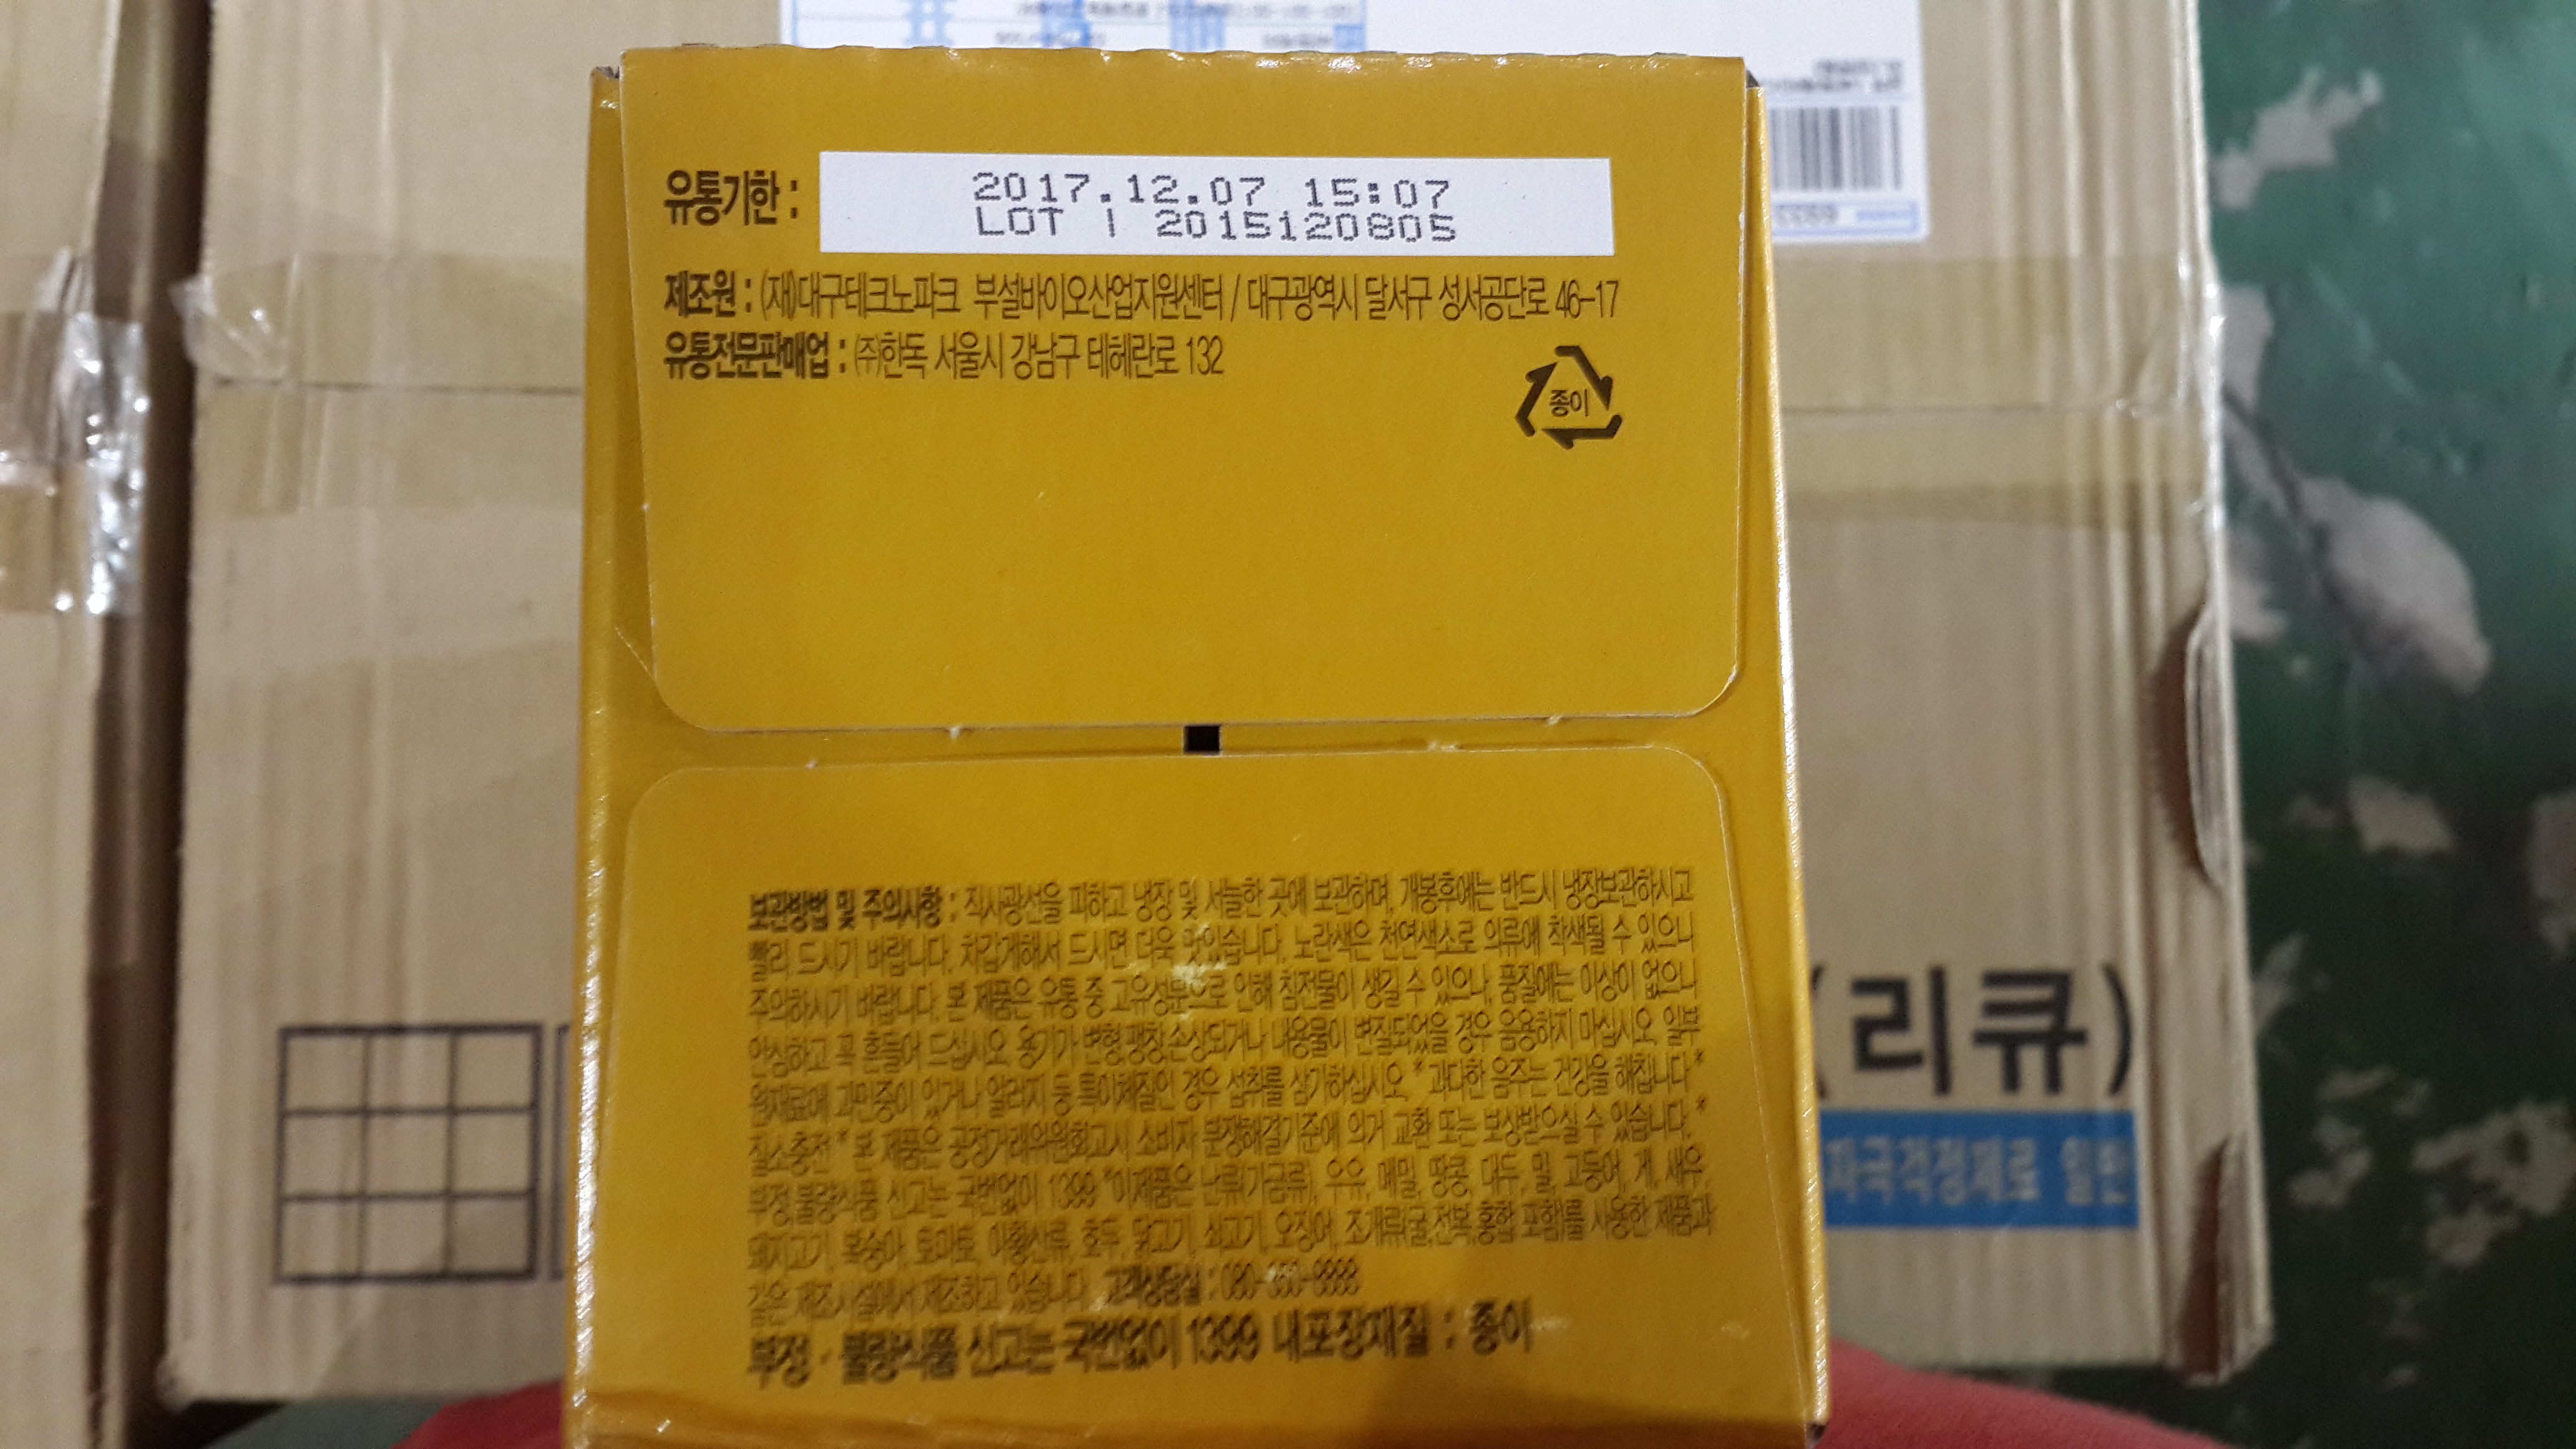 유통기한 :
2017.12.07 15:07
LOT | 2015120805
제조원 : (재)대구테크노파크 부설바이오산업지원센터 / 대구광역시 달서구 성서공단로 46-17
유통전문판매업 : (주)한독 서울시 강남구 테헤란로 132
종이
보관방법 및 주의사항 : 직사광선을 피하고 냉장 및 서늘한 곳에 보관하며, 개봉후에는 반드시 냉장보관하시고
빨리 드시기 바랍니다. 차갑게해서 드시면 더욱 맛있습니다. 노란색은 천연색소로 의류에 착색될 수 있으니
주의하시기 바랍니다. 본 제품은 유통 중 고유성분으로 인해 침전물이 생길 수 있으나, 품질에는 이상이 없으니
안심하고 꼭 흔들어 드십시오. 용기가 변형,팽창,손상되거나 내용물이 변질되었을 경우 음용하지 마십시오. 일부
원재료에 과민증이 있거나 알러지 등 특이체질인 경우 섭취를 삼가하십시오. * 과다한 음주는 건강을 해칩니다 *
질소충전 * 본 제품은 공정거래위원회고시 소비자 분쟁해결기준에 의거 교환 또는 보상받으실 수 있습니다. *
부정,불량식품 신고는 국번없이 1399 *이제품은 난류(가금류), 우유, 메밀, 땅콩, 대두, 밀, 고등어, 게, 새우,
돼지고기, 복숭아, 토마토, 아황산류, 호두, 닭고기, 쇠고기, 오징어, 조개류(굴,전복,홍합 포함)를 사용한 제품과
같은 제조시설에서 제조하고 있습니다. 고객상담실 :
부정 · 불량식품 신고는 국번없이 1399 내포장재질 : 종이
(리큐)
일반